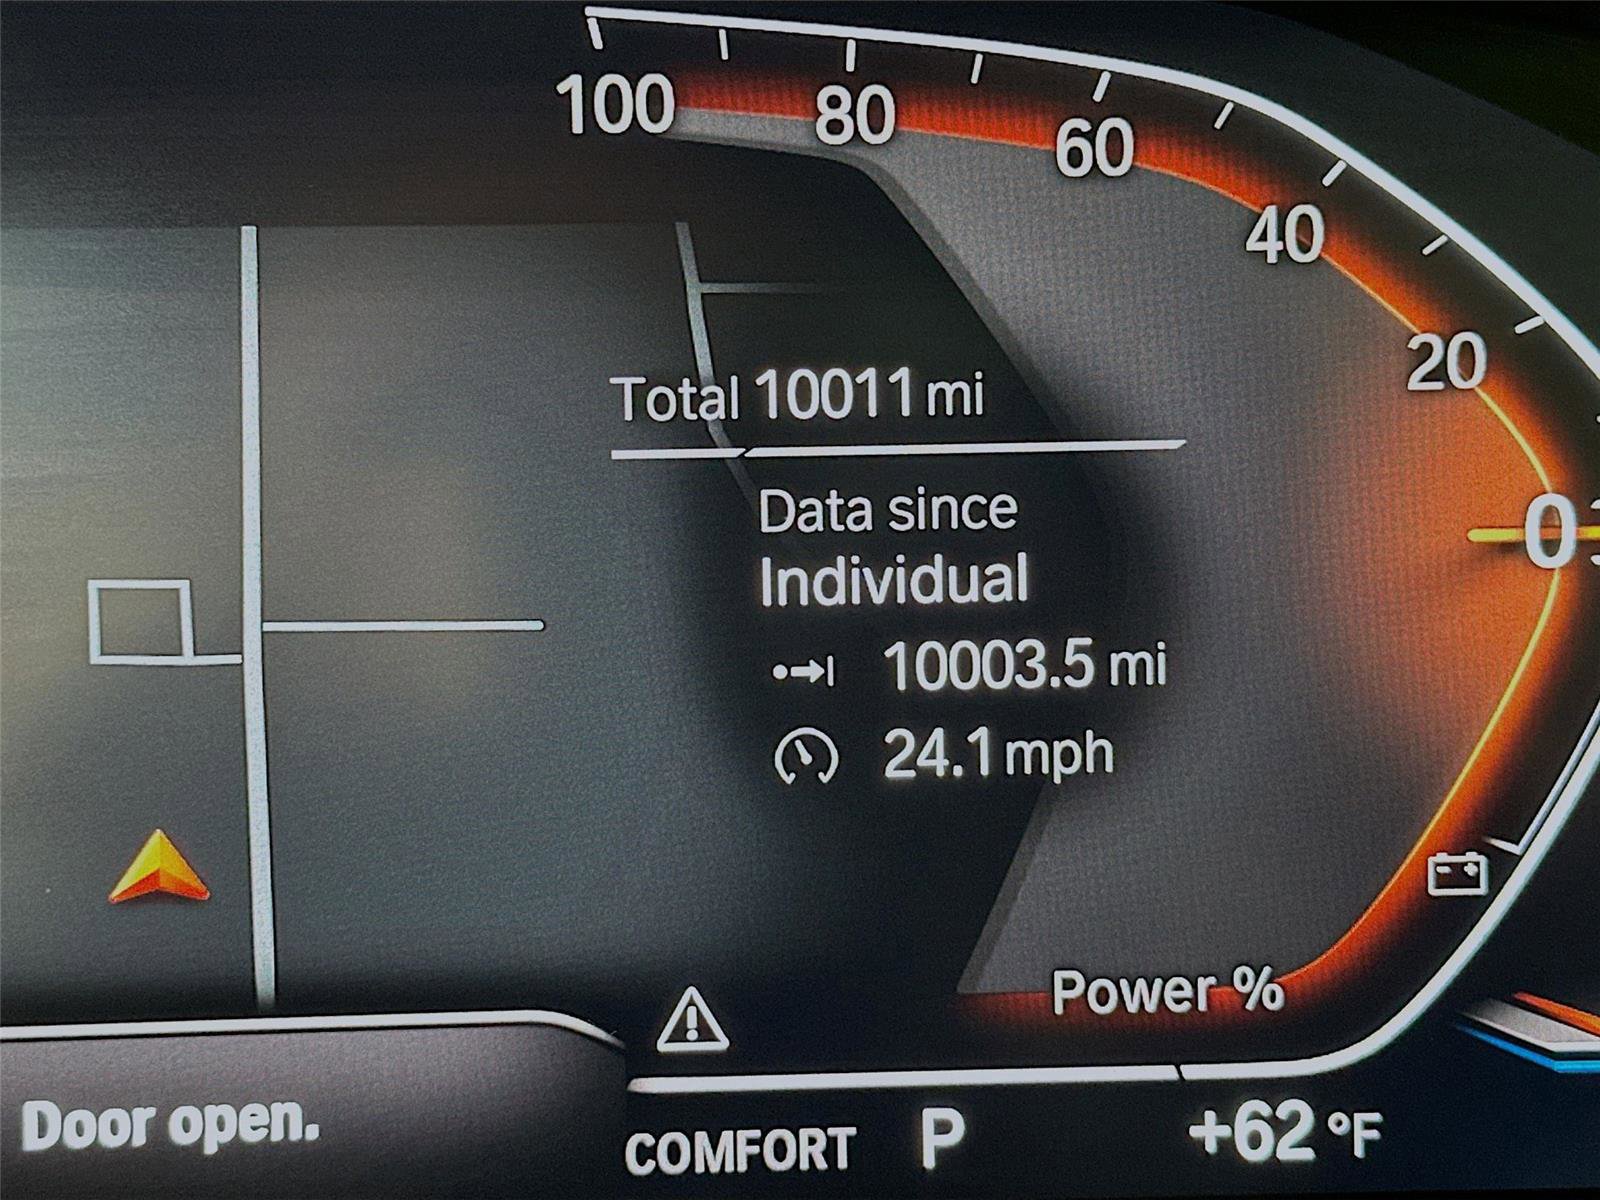 100
80
60
40
20
0
Total 10011 mi
Data since
Individual
10003.5 mi
24.1 mph
Power %
Door open.
COMFORT P +62 °F